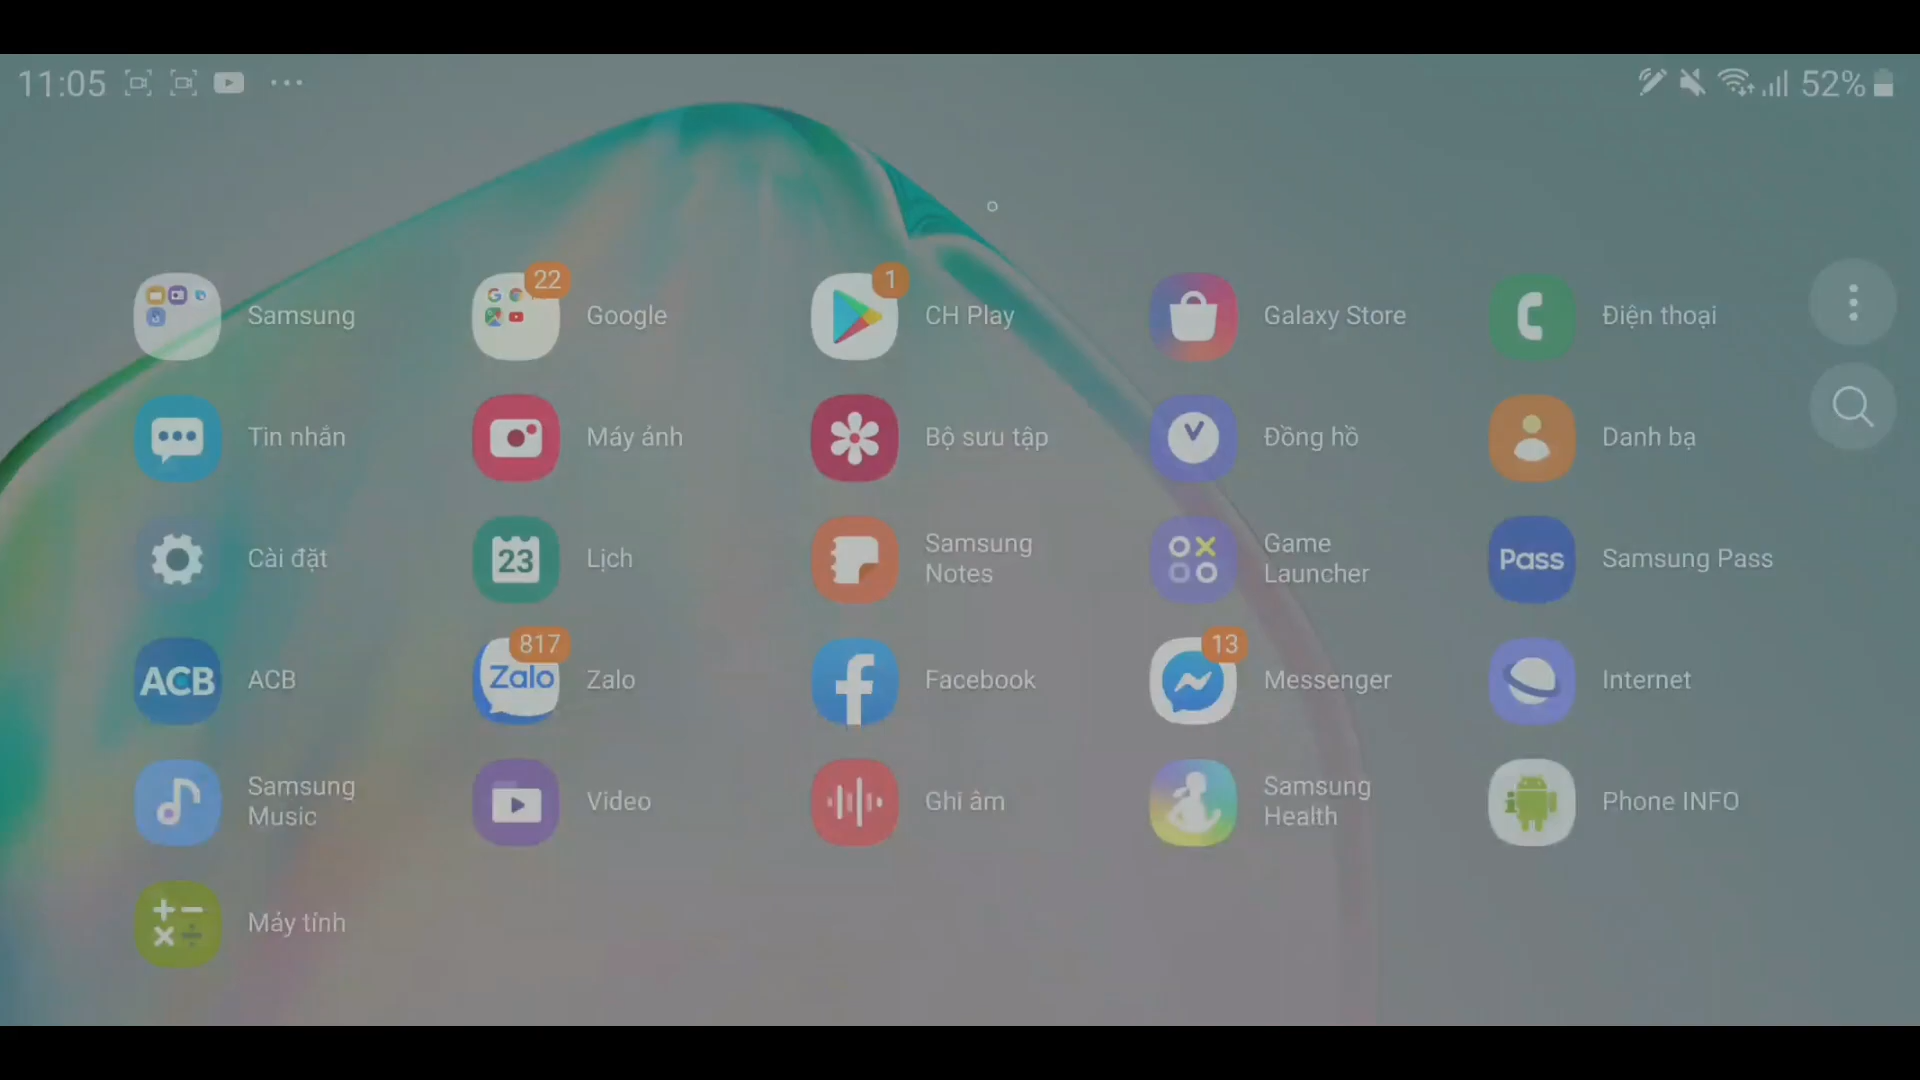 11:05
52%
Samsung
22
Google
1
CH Play
Galaxy Store
Điện thoại
Tin nhắn
Máy ảnh
Bộ sưu tập
Đồng hồ
Danh bạ
Cài đặt
23
Lịch
Samsung
Notes
Game
Launcher
Pass
Samsung Pass
ACB
ACB
817
Zalo
Zalo
Facebook
13
Messenger
Internet
Samsung
Music
Video
Ghi âm
Samsung
Health
Phone INFO
Máy tính